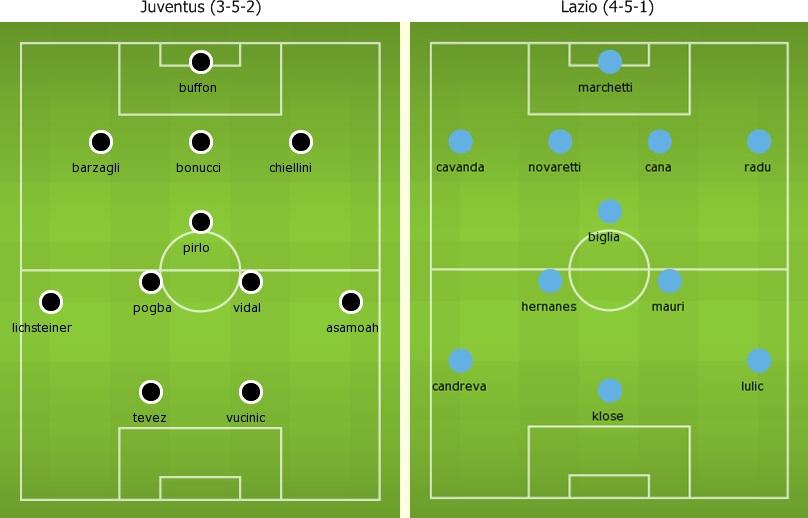 Juventus (3-5-2)
buffon
barzagli bonucci chiellini
pirlo
pogba vidal
lichsteiner asamoah
tevez vucinic
Lazio (4-5-1)
marchetti
cavanda novaretti cana radu
biglia
hernanes mauri
candreva lulic
klose